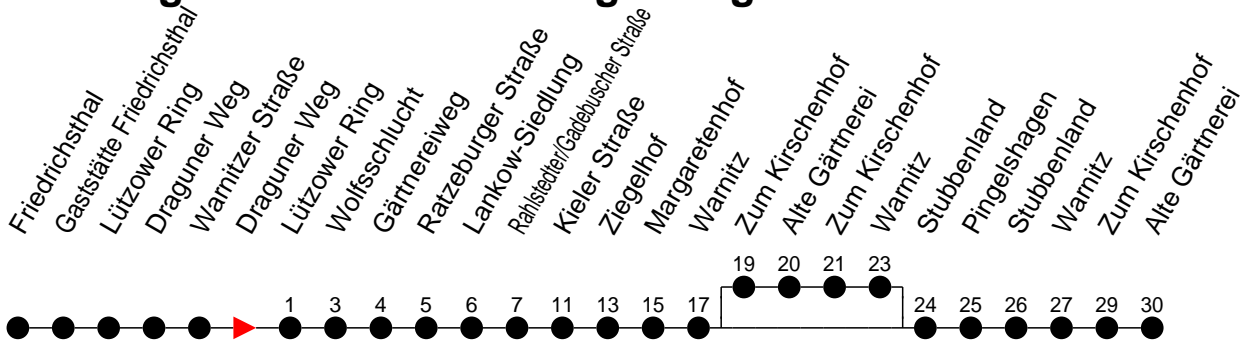 Friedrichsthal
Gaststätte Friedrichsthal
Lützower Ring
Draguner Weg
Warnitzer Straße
Draguner Weg
Lützower Ring
Wolfsschlucht
Gärtnereiweg
Ratzeburger Straße
Lankow-Siedlung
Rahlstedter/Gadebuscher Straße
Kieler Straße
Ziegelhof
Margaretenhof
Warnitz
Zum Kirschenhof
Alte Gärtnerei
Zum Kirschenhof
Warnitz
Stubbenland
Pingelshagen
Stubbenland
Warnitz
Zum Kirschenhof
Alte Gärtnerei
19 20 21 23
1 3 4 5 6 7 11 13 15 17 24 25 26 27 29 30